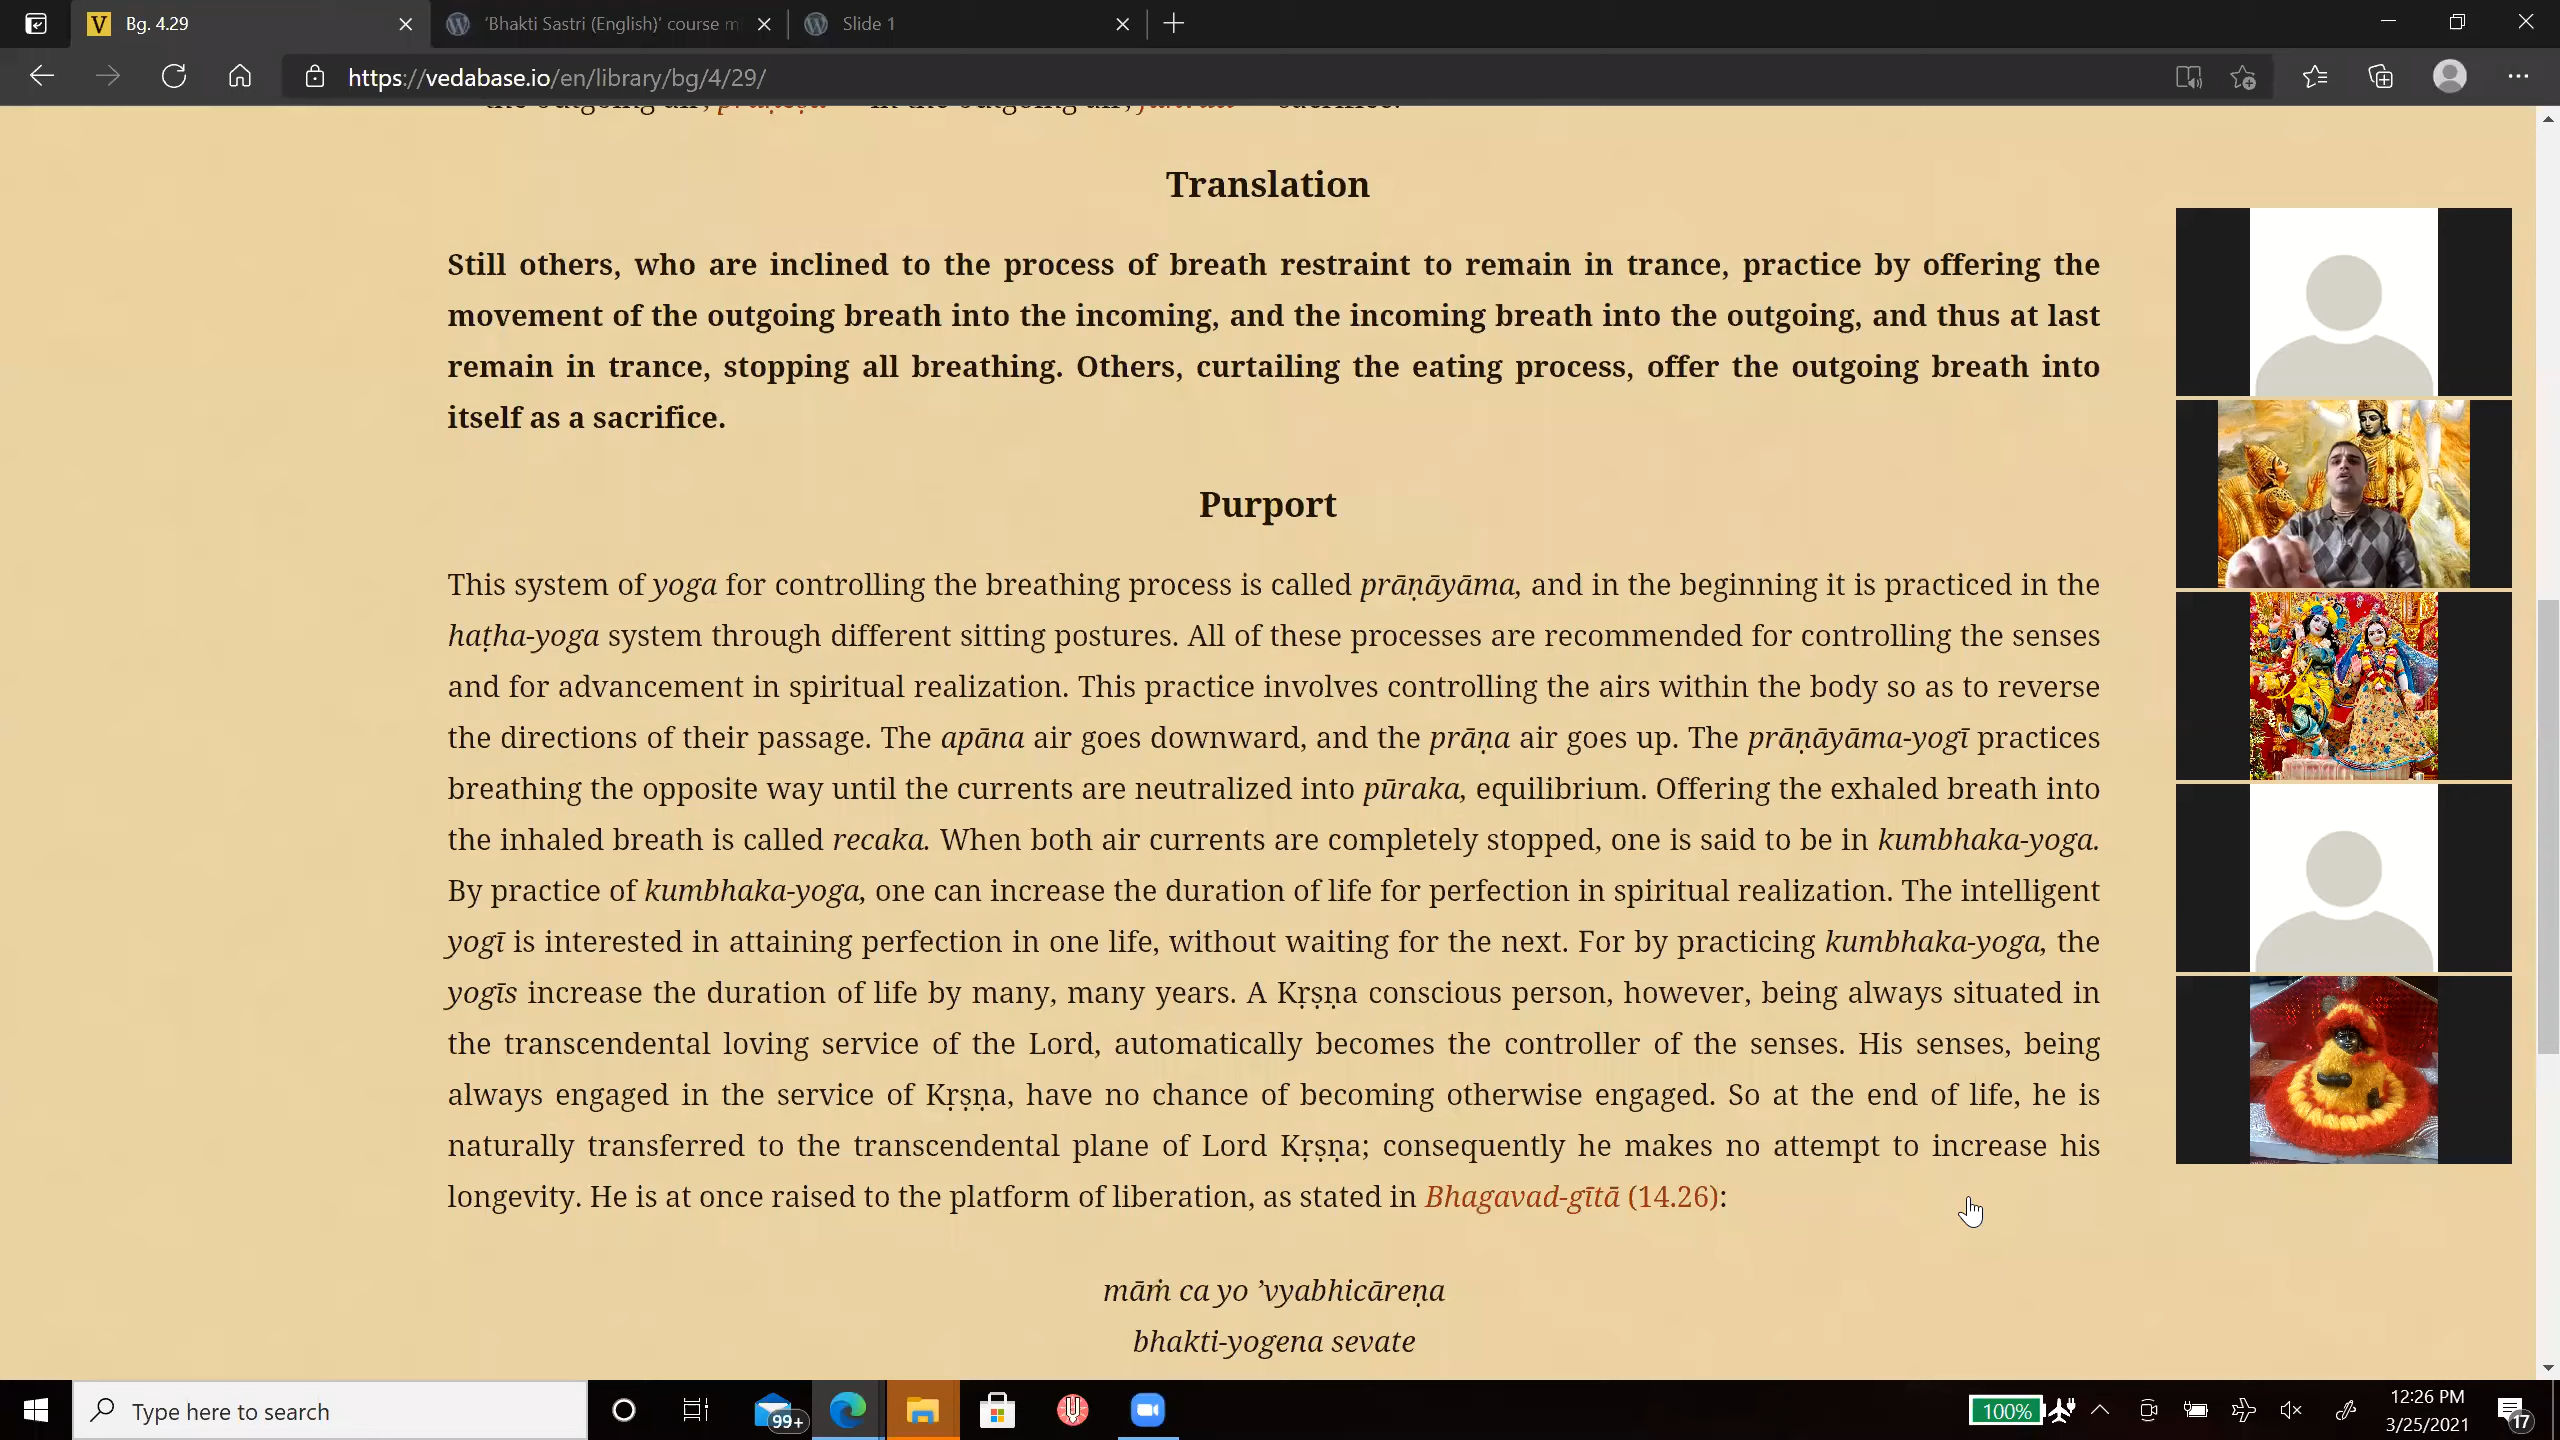 Bg. 4.29
'Bhakti Sastri (English)' course m
Slide 1
https://vedabase.io/en/library/bg/4/29/
the outgoing air; prāṇeṣu — in the outgoing air; juhvati — sacrifice.
Translation
Still others, who are inclined to the process of breath restraint to remain in trance, practice by offering the
movement of the outgoing breath into the incoming, and the incoming breath into the outgoing, and thus at last
remain in trance, stopping all breathing. Others, curtailing the eating process, offer the outgoing breath into
itself as a sacrifice.
Purport
This system of yoga for controlling the breathing process is called prāṇāyāma, and in the beginning it is practiced in the
haṭha-yoga system through different sitting postures. All of these processes are recommended for controlling the senses
and for advancement in spiritual realization. This practice involves controlling the airs within the body so as to reverse
the directions of their passage. The apāna air goes downward, and the prāṇa air goes up. The prāṇāyāma-yogī practices
breathing the opposite way until the currents are neutralized into pūraka, equilibrium. Offering the exhaled breath into
the inhaled breath is called recaka. When both air currents are completely stopped, one is said to be in kumbhaka-yoga.
By practice of kumbhaka-yoga, one can increase the duration of life for perfection in spiritual realization. The intelligent
yogī is interested in attaining perfection in one life, without waiting for the next. For by practicing kumbhaka-yoga, the
yogīs increase the duration of life by many, many years. A Kṛṣṇa conscious person, however, being always situated in
the transcendental loving service of the Lord, automatically becomes the controller of the senses. His senses, being
always engaged in the service of Kṛṣṇa, have no chance of becoming otherwise engaged. So at the end of life, he is
naturally transferred to the transcendental plane of Lord Kṛṣṇa; consequently he makes no attempt to increase his
longevity. He is at once raised to the platform of liberation, as stated in Bhagavad-gītā (14.26):
māṁ ca yo 'vyabhicāreṇa
bhakti-yogena sevate
Type here to search
99+
100%
12:26 PM
3/25/2021
17